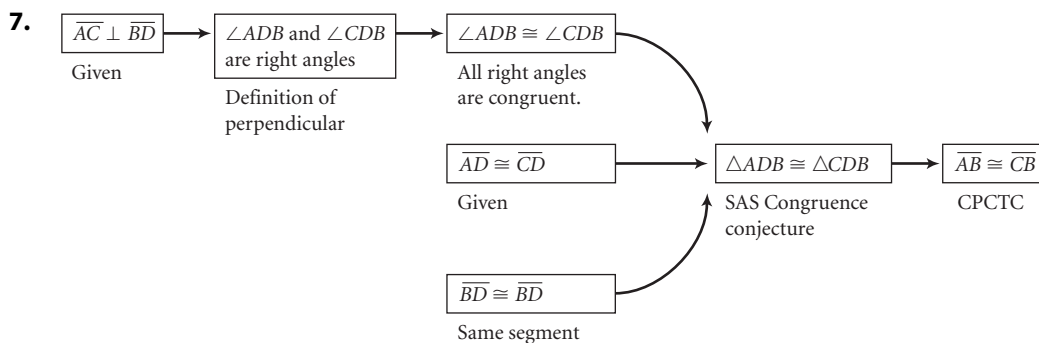 7.
AC ⊥ BD
Given
∠ADB and ∠CDB
are right angles
Definition of
perpendicular
∠ADB ≅ ∠CDB
All right angles
are congruent.
AD ≅ CD
Given
BD ≅ BD
Same segment
△ADB ≅ △CDB
SAS Congruence
conjecture
AB ≅ CB
CPCTC